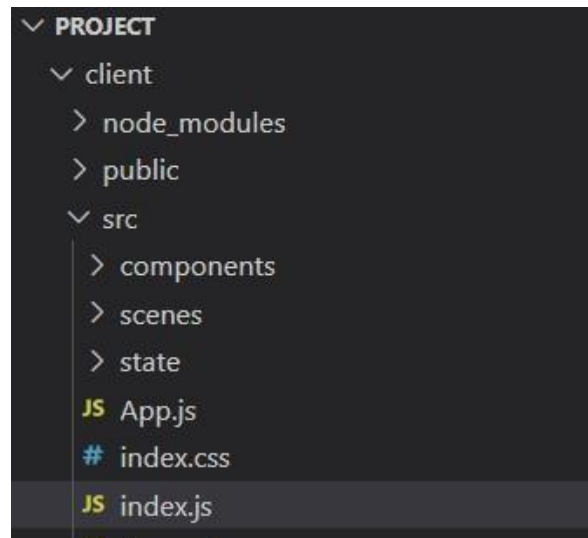 PROJECT
client
node_modules
public
src
components
scenes
state
JS App.js
# index.css
JS index.js